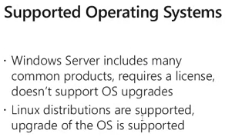 Supported Operating Systems
· Windows Server includes many
common products, requires a license,
doesn't support OS upgrades
· Linux distributions are supported,
upgrade of the OS is supported